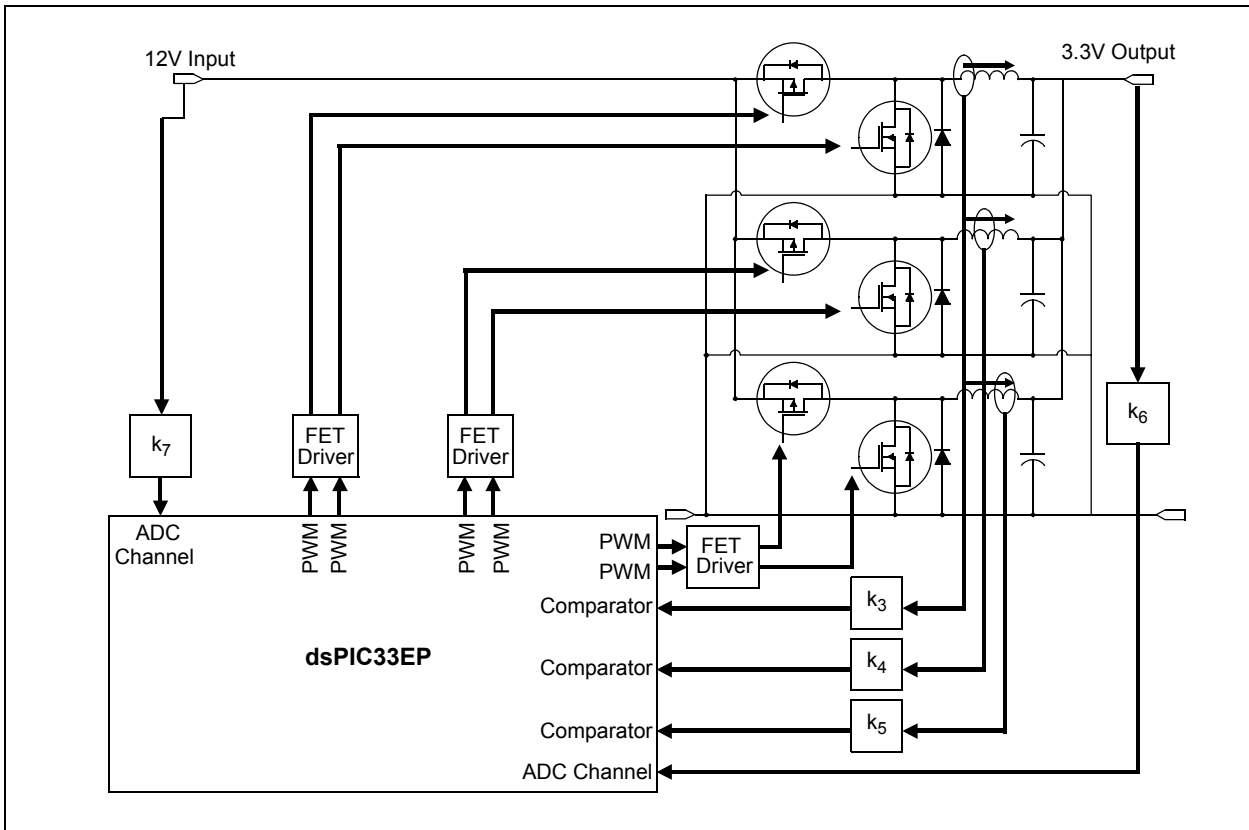 12V Input
3.3V Output
k7
FET
Driver
FET
Driver
k6
ADC
Channel
PWM
PWM
PWM
PWM
PWM
PWM
FET
Driver
Comparator
k3
dsPIC33EP
Comparator
k4
Comparator
k5
ADC Channel